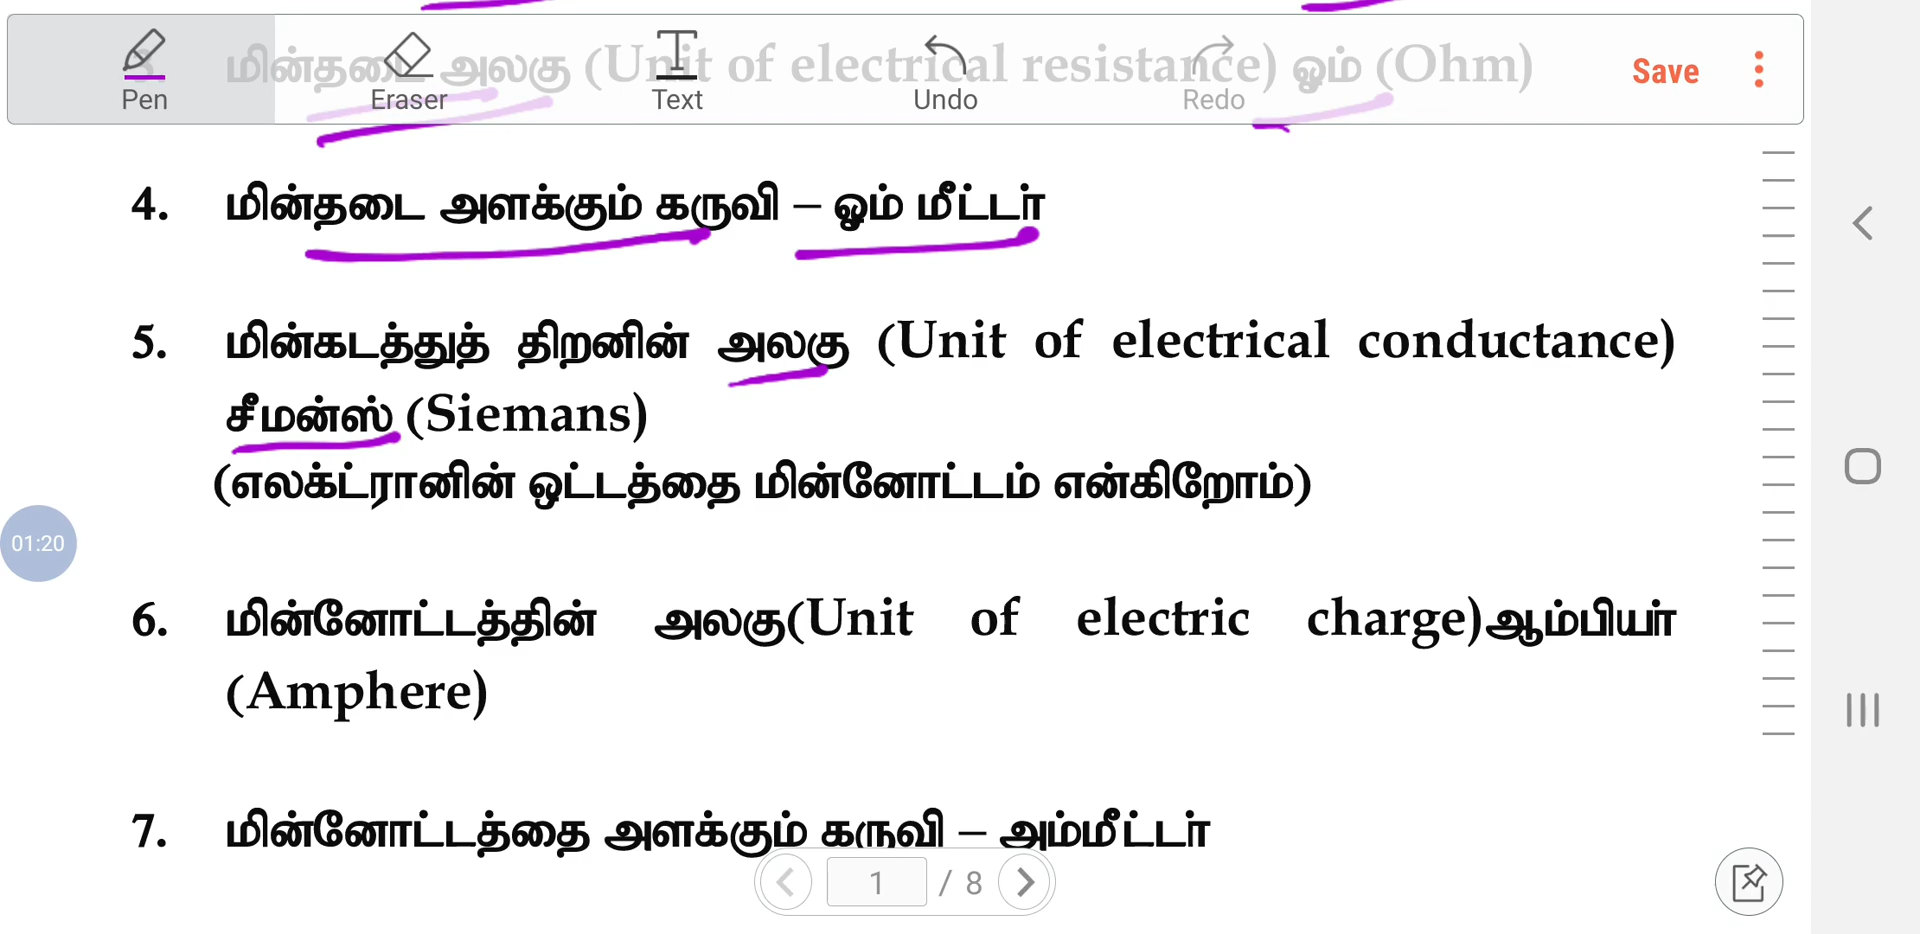 3. மின்தடை அலகு (Unit of electrical resistance) ஓம் (Ohm)
Pen Eraser Text Undo Redo Save
4. மின்தடை அளக்கும் கருவி – ஓம் மீட்டர்
5. மின்கடத்துத் திறனின் அலகு (Unit of electrical conductance)
சீமன்ஸ் (Siemans)
(எலக்ட்ரானின் ஒட்டத்தை மின்னோட்டம் என்கிறோம்)
01:20
6. மின்னோட்டத்தின் அலகு(Unit of electric charge)ஆம்பியர்
(Amphere)
7. மின்னோட்டத்தை அளக்கும் கருவி – அம்மீட்டர்
1 / 8